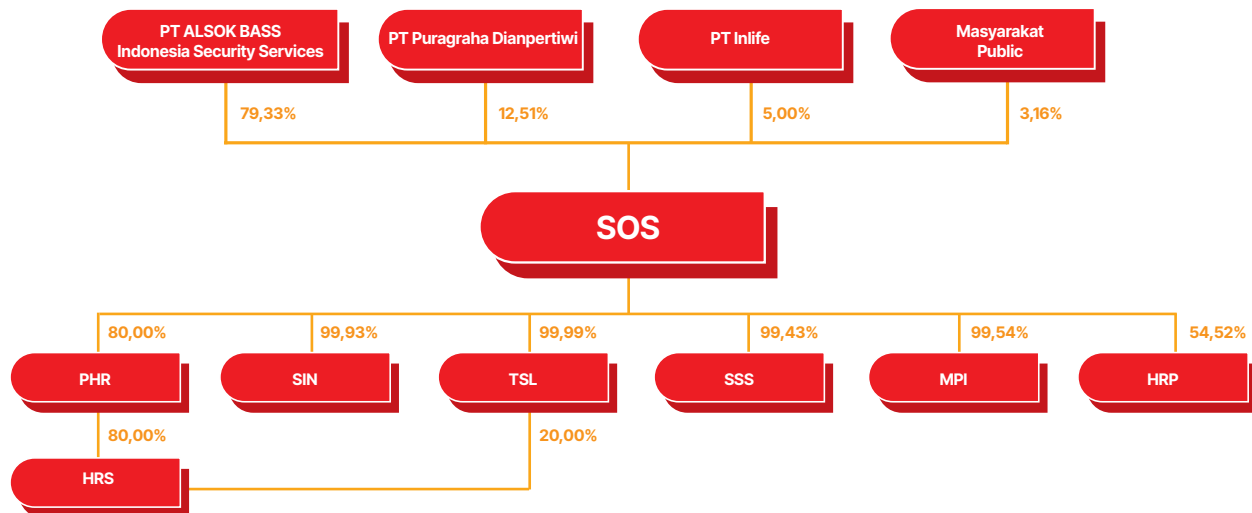 PT ALSOK BASS
Indonesia Security Services
PT Puragraha Dianpertiwi
PT Inlife
Masyarakat
Public
79,33%
12,51%
5,00%
3,16%
SOS
80,00%
99,93%
99,99%
99,43%
99,54%
54,52%
PHR
SIN
TSL
SSS
MPI
HRP
80,00%
20,00%
HRS